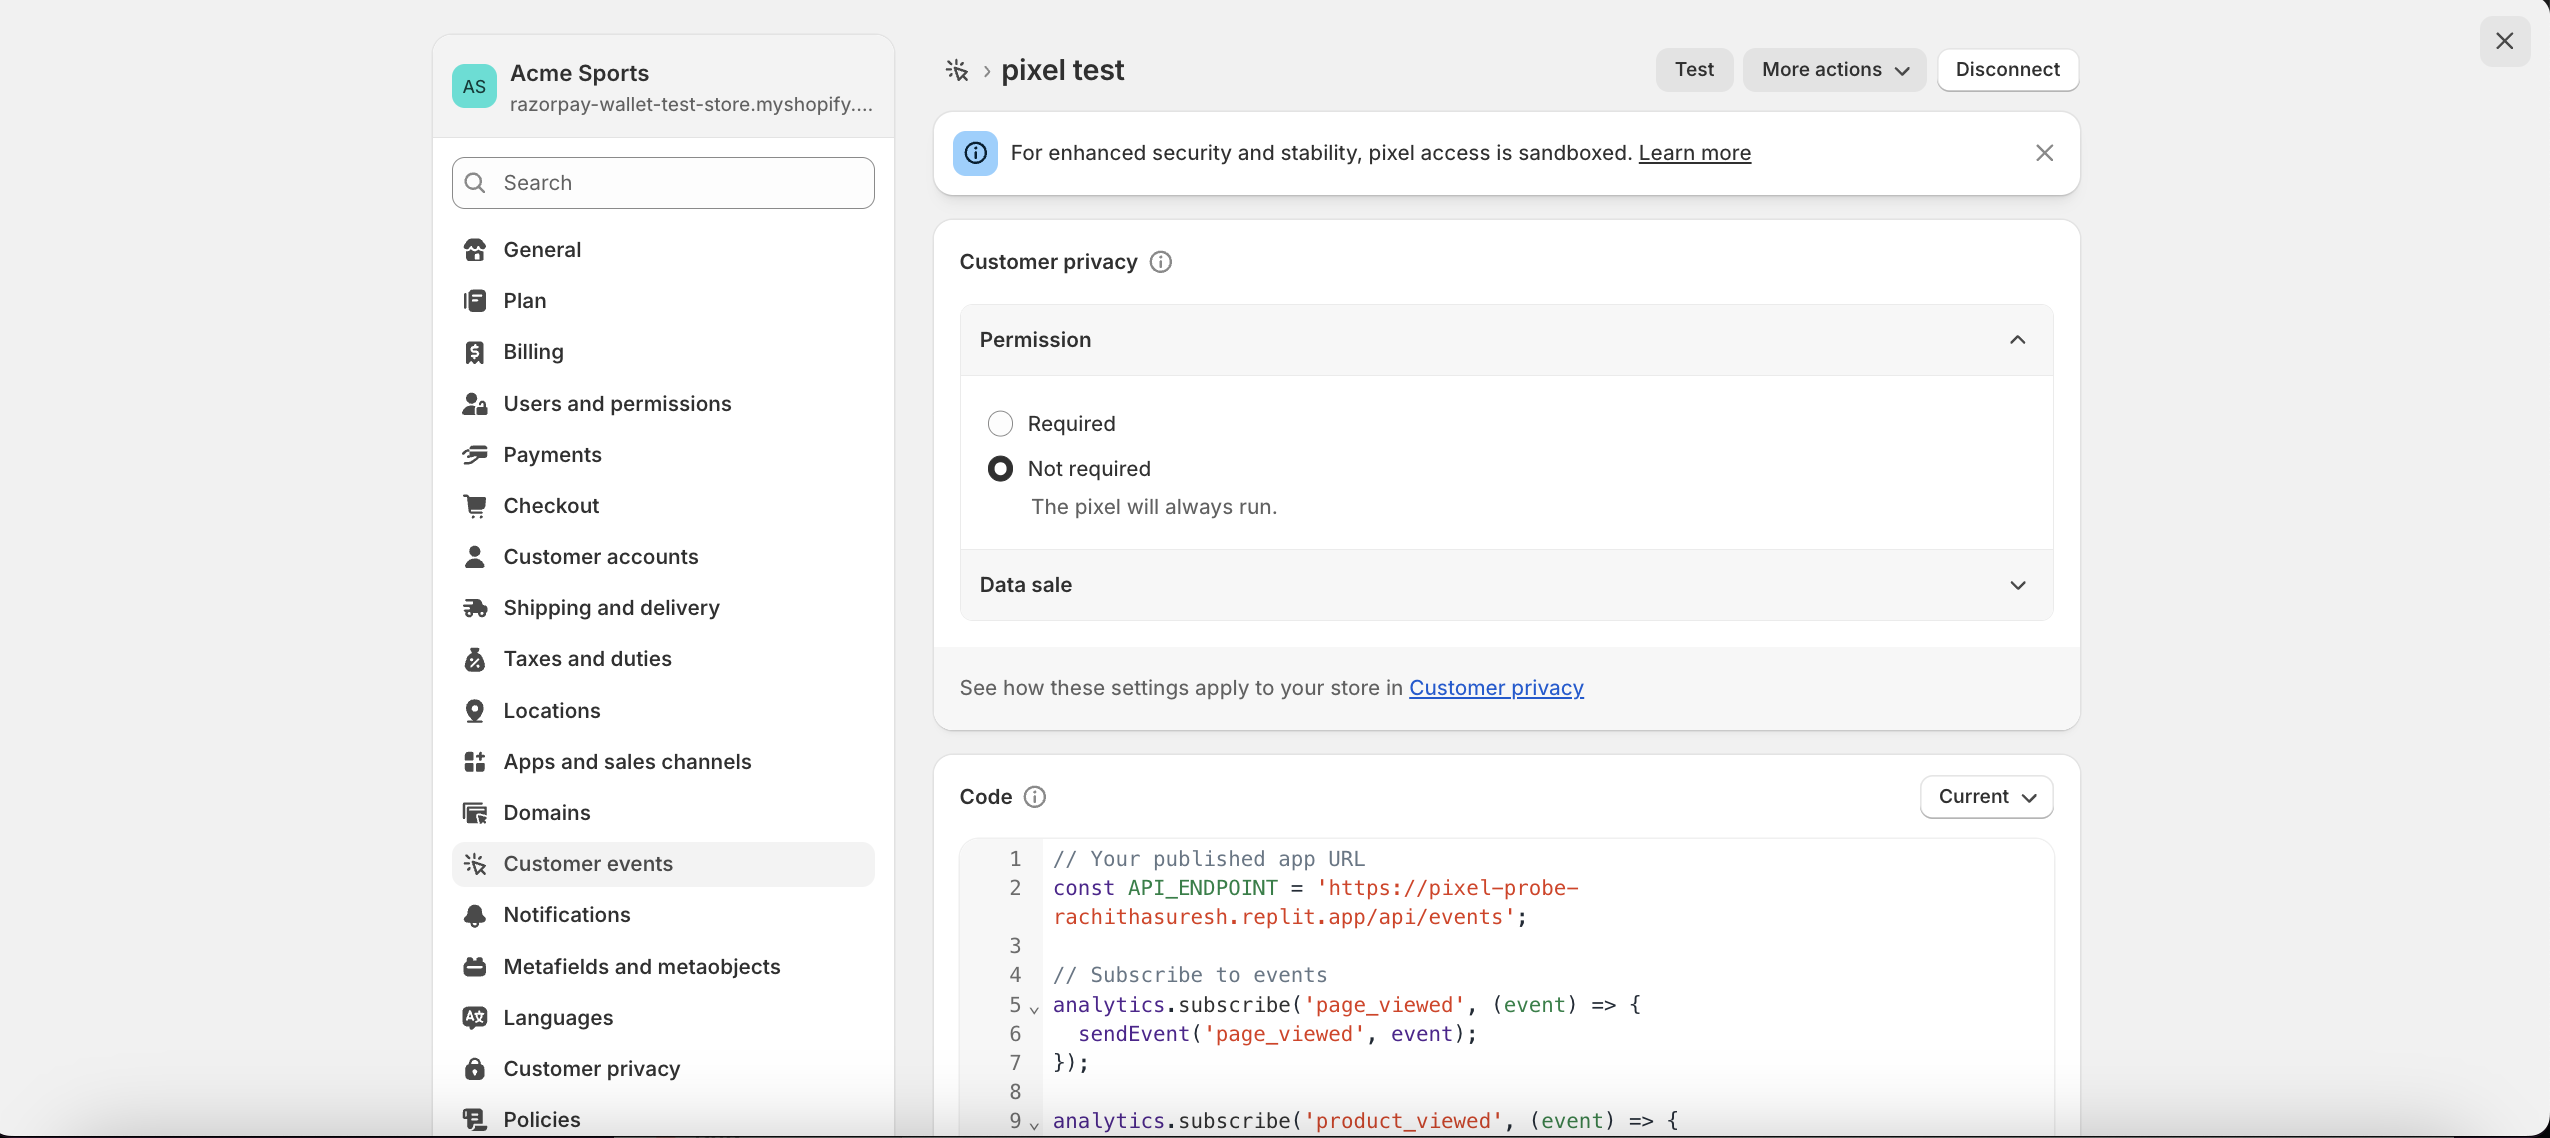 AS
Acme Sports
razorpay-wallet-test-store.myshopify....
Search
General
Plan
Billing
Users and permissions
Payments
Checkout
Customer accounts
Shipping and delivery
Taxes and duties
Locations
Apps and sales channels
Domains
Customer events
Notifications
Metafields and metaobjects
Languages
Customer privacy
Policies
pixel test
Test
More actions
Disconnect
For enhanced security and stability, pixel access is sandboxed. Learn more
Customer privacy
Permission
Required
Not required
The pixel will always run.
Data sale
See how these settings apply to your store in Customer privacy
Code
Current
1 // Your published app URL
2 const API_ENDPOINT = 'https://pixel-probe-
rachithasuresh.replit.app/api/events';
3
4 // Subscribe to events
5 analytics.subscribe('page_viewed', (event) => {
6 sendEvent('page_viewed', event);
7 });
8
9 analytics.subscribe('product_viewed', (event) => {